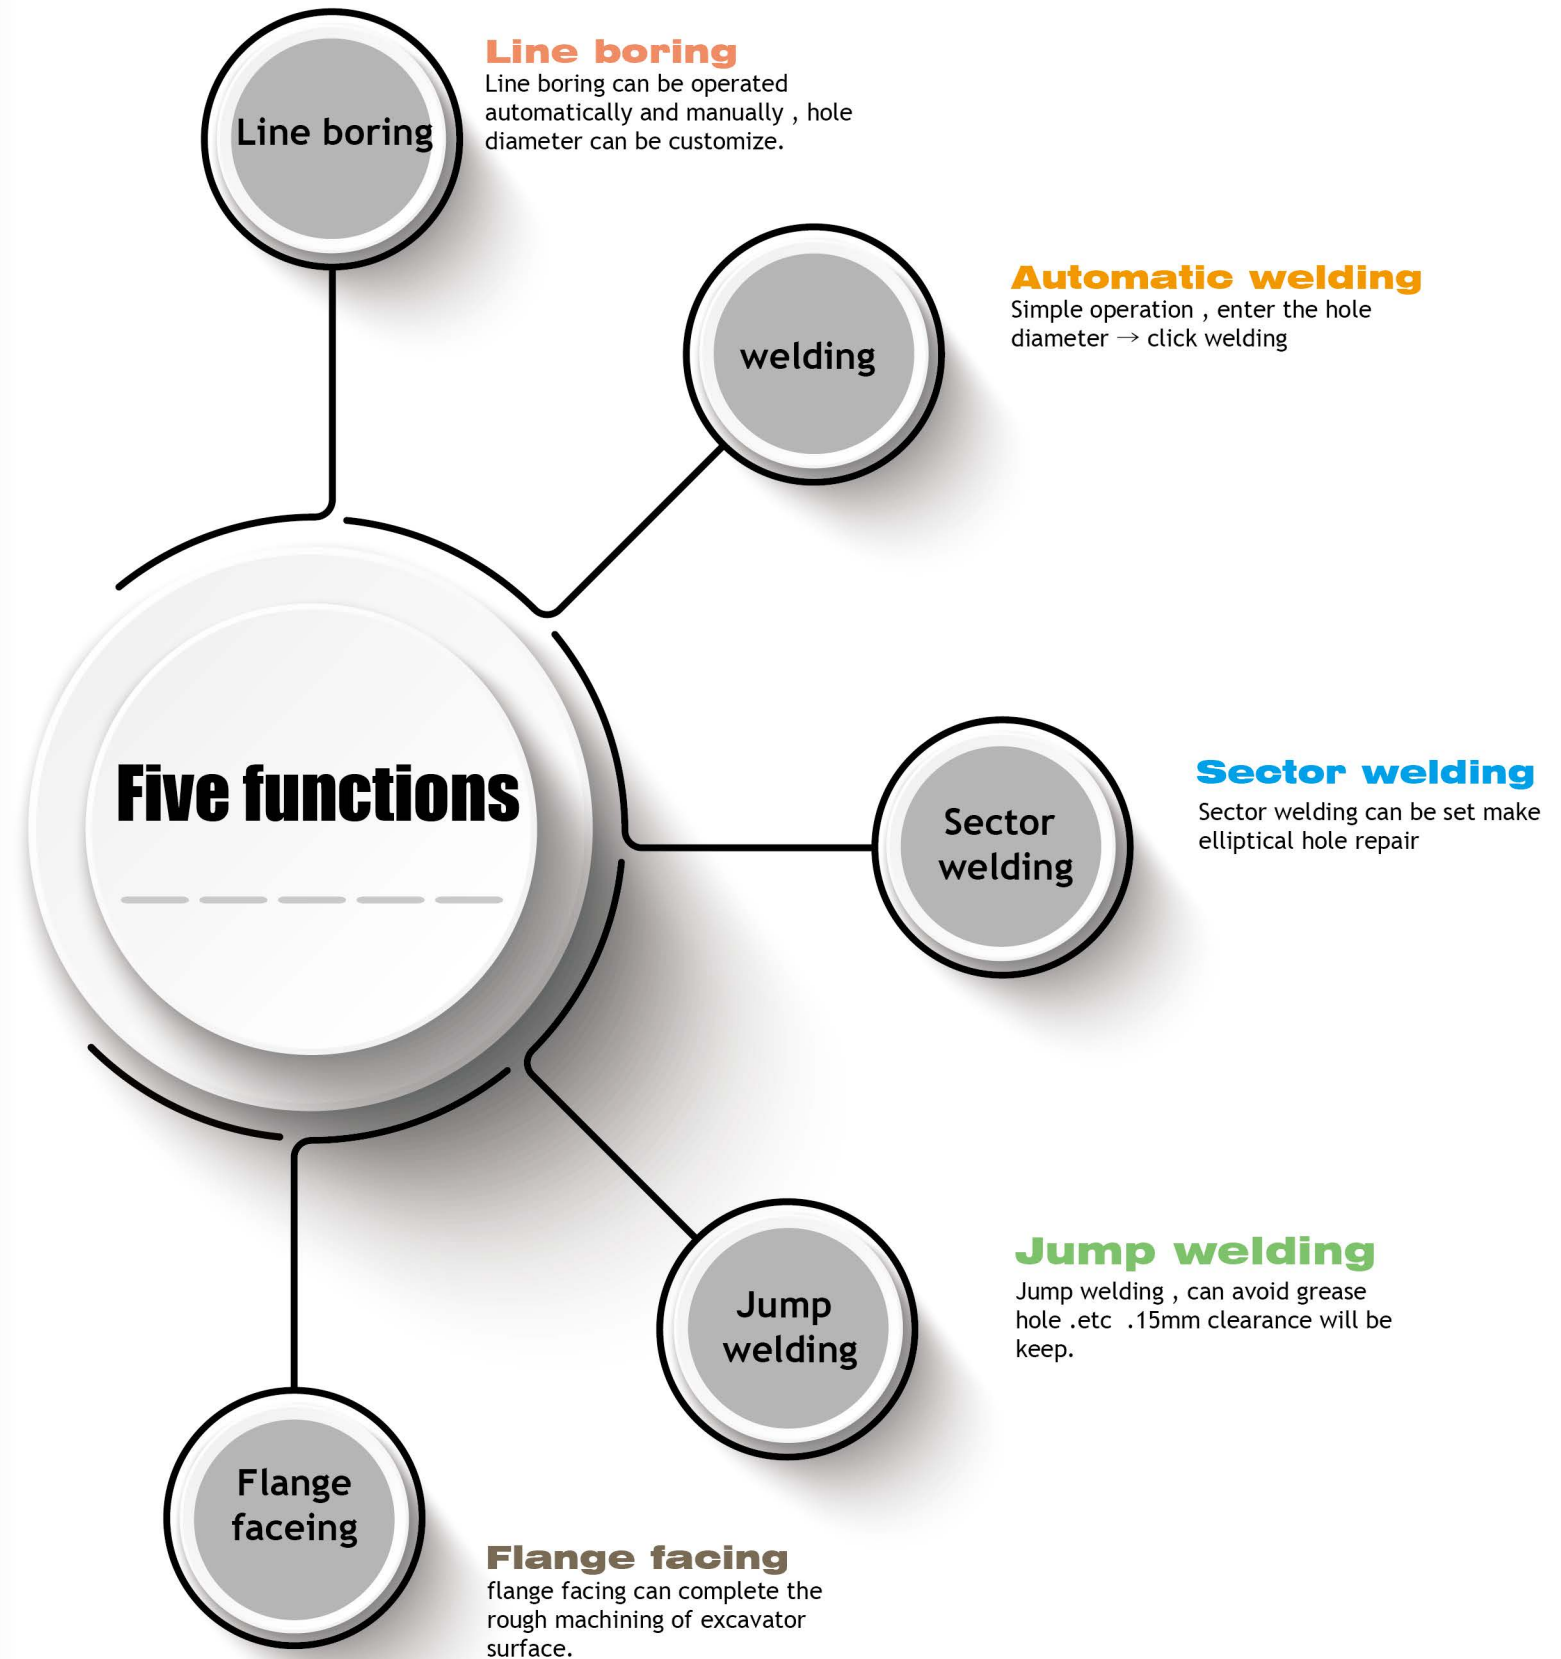 Line boring
Line boring
Line boring can be operated
automatically and manually , hole
diameter can be customize.
welding
Automatic welding
Simple operation , enter the hole
diameter → click welding
Five functions
Sector
welding
Sector welding
Sector welding can be set make
elliptical hole repair
Jump
welding
Jump welding
Jump welding , can avoid grease
hole .etc  .15mm clearance will be
keep.
Flange
faceing
Flange facing
flange facing can complete the
rough machining of excavator
surface.